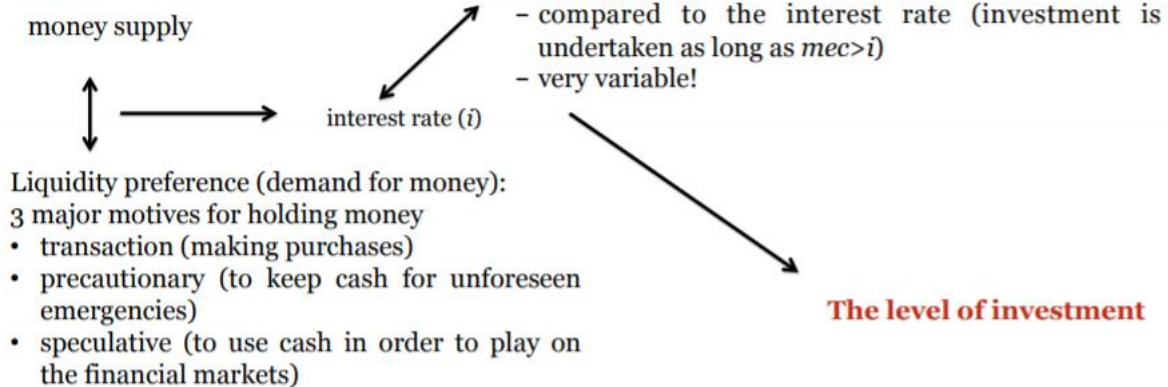 money supply
– compared to the interest rate (investment is
undertaken as long as mec>i)
– very variable!
interest rate (i)
Liquidity preference (demand for money):
3 major motives for holding money
• transaction (making purchases)
• precautionary (to keep cash for unforeseen
emergencies)
• speculative (to use cash in order to play on
the financial markets)
The level of investment